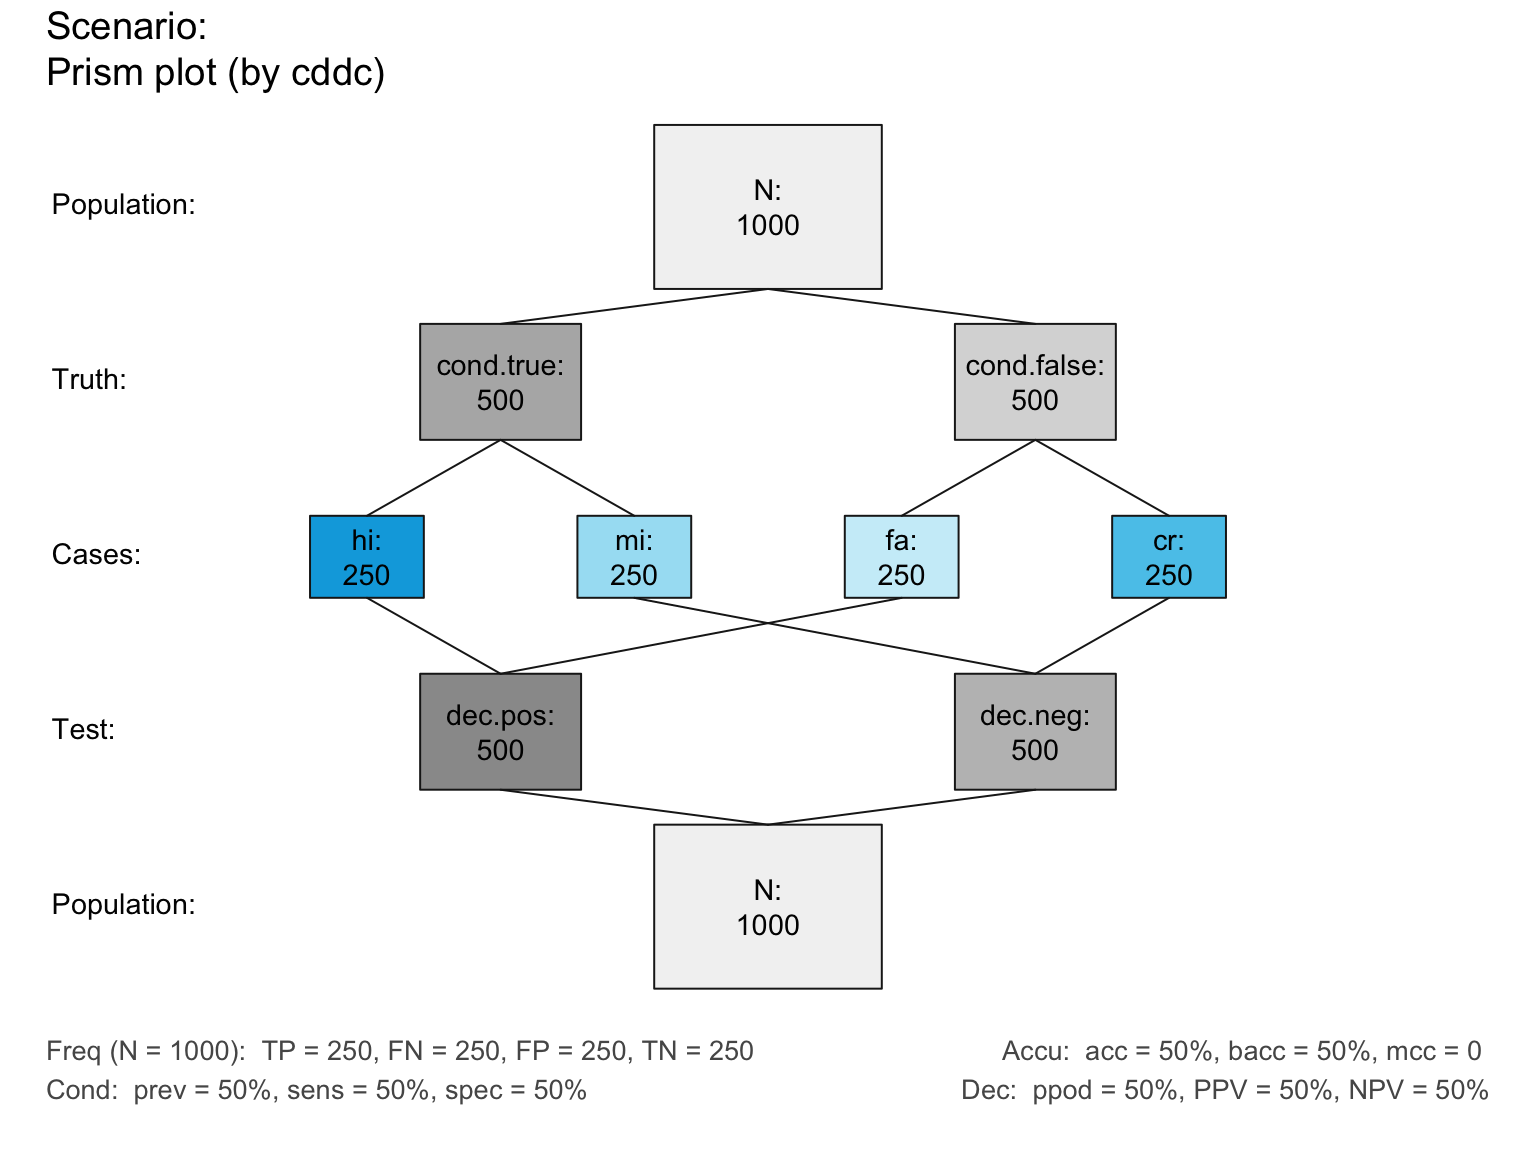 Scenario:
Prism plot (by cddc)
Population:
N:
1000
Truth:
cond.true:
500
cond.false:
500
Cases:
hi:
250
mi:
250
fa:
250
cr:
250
Test:
dec.pos:
500
dec.neg:
500
Population:
N:
1000
Freq (N = 1000):  TP = 250, FN = 250, FP = 250, TN = 250
Accu:  acc = 50%, bacc = 50%, mcc = 0
Cond:  prev = 50%, sens = 50%, spec = 50%
Dec:  ppod = 50%, PPV = 50%, NPV = 50%